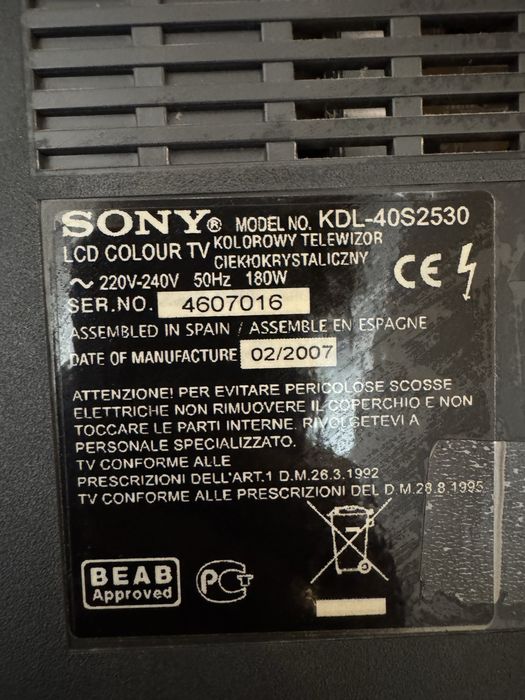 SONY® MODEL NO. KDL-40S2530
LCD COLOUR TV KOLOROWY TELEWIZOR
CIEKŁOKRYSTALICZNY
~ 220V-240V 50Hz 180W
CE
SER.NO. 4607016
ASSEMBLED IN SPAIN / ASSEMBLE EN ESPAGNE
DATE OF MANUFACTURE 02/2007
ATTENZIONE! PER EVITARE PERICOLOSE SCOSSE
ELETTRICHE NON RIMUOVERE IL COPERCHIO E NON
TOCCARE LE PARTI INTERNE. RIVOLGETEVI A
PERSONALE SPECIALIZZATO.
TV CONFORME ALLE
PRESCRIZIONI DELL'ART.1 D.M.26.3.1992
TV CONFORME ALLE PRESCRIZIONI DEL D.M.28.8.1995
BEAB
Approved
PCT